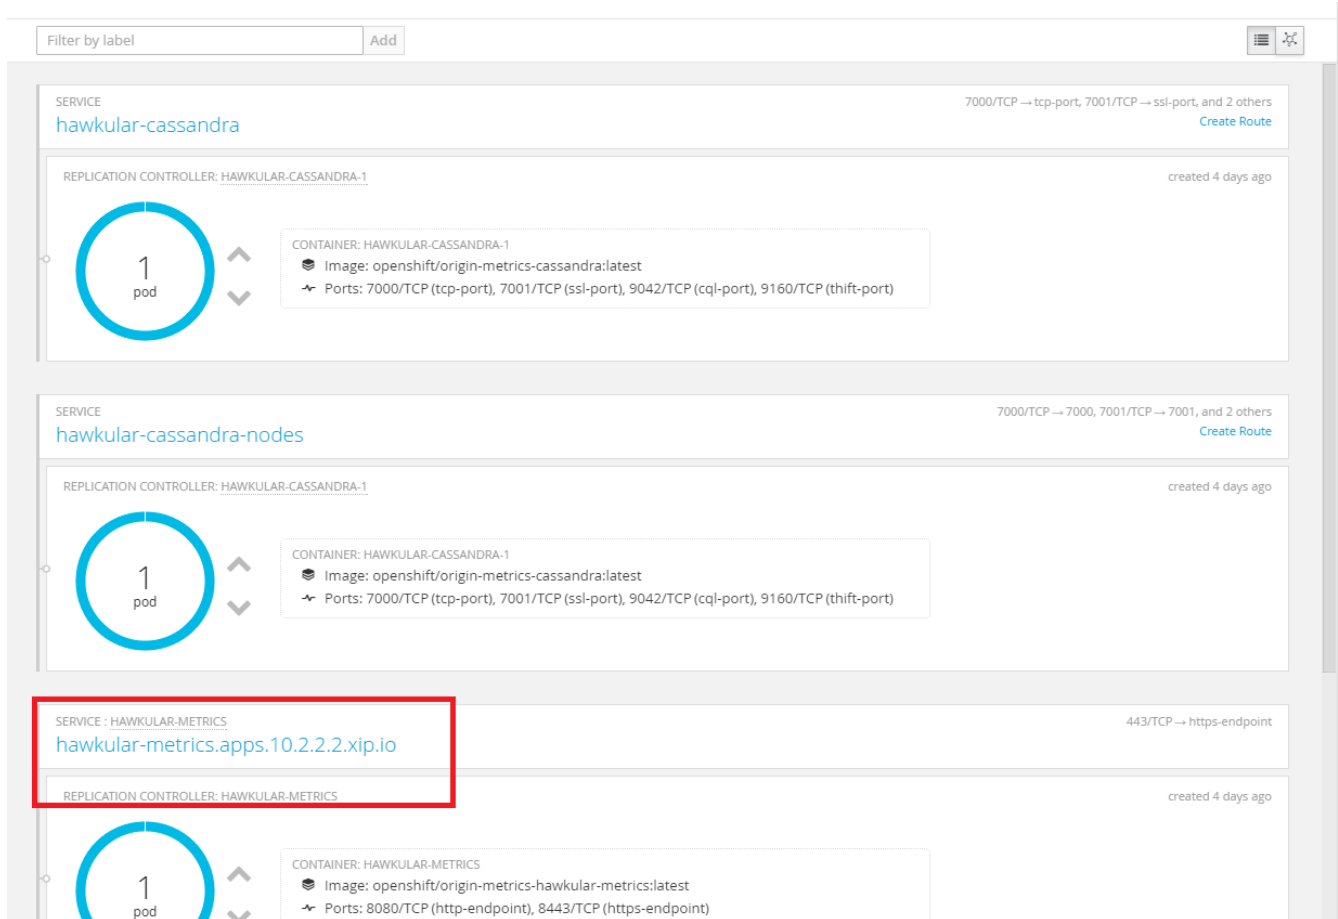 Filter by label
Add
SERVICE
7000/TCP → tcp-port, 7001/TCP → ssl-port, and 2 others
hawkular-cassandra
Create Route
REPLICATION CONTROLLER: HAWKULAR-CASSANDRA-1
created 4 days ago
1
pod
CONTAINER: HAWKULAR-CASSANDRA-1
Image: openshift/origin-metrics-cassandra:latest
Ports: 7000/TCP (tcp-port), 7001/TCP (ssl-port), 9042/TCP (cql-port), 9160/TCP (thift-port)
SERVICE
7000/TCP → 7000, 7001/TCP → 7001, and 2 others
hawkular-cassandra-nodes
Create Route
REPLICATION CONTROLLER: HAWKULAR-CASSANDRA-1
created 4 days ago
1
pod
CONTAINER: HAWKULAR-CASSANDRA-1
Image: openshift/origin-metrics-cassandra:latest
Ports: 7000/TCP (tcp-port), 7001/TCP (ssl-port), 9042/TCP (cql-port), 9160/TCP (thift-port)
SERVICE : HAWKULAR-METRICS
443/TCP → https-endpoint
hawkular-metrics.apps.10.2.2.2.xip.io
REPLICATION CONTROLLER: HAWKULAR-METRICS
created 4 days ago
1
pod
CONTAINER: HAWKULAR-METRICS
Image: openshift/origin-metrics-hawkular-metrics:latest
Ports: 8080/TCP (http-endpoint), 8443/TCP (https-endpoint)